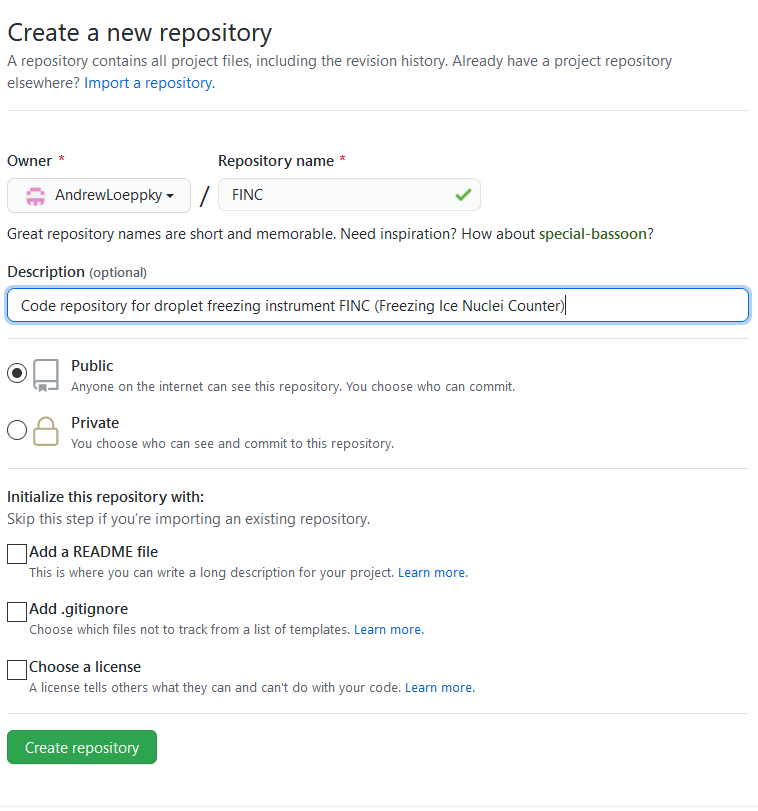 Create a new repository
A repository contains all project files, including the revision history. Already have a project repository
elsewhere? Import a repository.
Owner * Repository name *
AndrewLoeppky / FINC
Great repository names are short and memorable. Need inspiration? How about special-bassoon?
Description (optional)
Code repository for droplet freezing instrument FINC (Freezing Ice Nuclei Counter)
Public
Anyone on the internet can see this repository. You choose who can commit.
Private
You choose who can see and commit to this repository.
Initialize this repository with:
Skip this step if you’re importing an existing repository.
Add a README file
This is where you can write a long description for your project. Learn more.
Add .gitignore
Choose which files not to track from a list of templates. Learn more.
Choose a license
A license tells others what they can and can't do with your code. Learn more.
Create repository